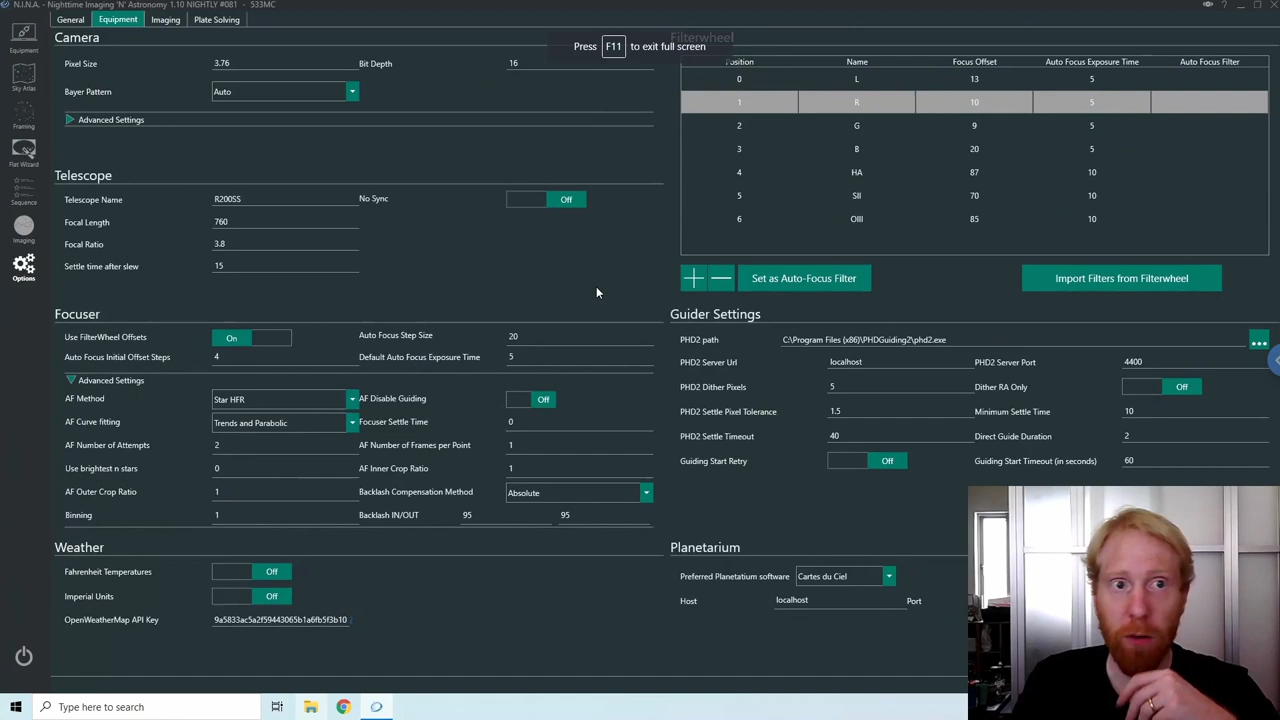 N.I.N.A. - Nighttime Imaging 'N' Astronomy 1.10 NIGHTLY #081 - 533MC
General Equipment Imaging Plate Solving
Press F11 to exit full screen
Equipment
Sky Atlas
Framing
Flat Wizard
Sequence
Imaging
Options
Camera
Pixel Size 3.76 Bit Depth 16
Bayer Pattern Auto
Advanced Settings
Telescope
Telescope Name R200SS No Sync Off
Focal Length 760
Focal Ratio 3.8
Settle time after slew 15
Focuser
Use FilterWheel Offsets On Auto Focus Step Size 20
Auto Focus Initial Offset Steps 4 Default Auto Focus Exposure Time 5
Advanced Settings
AF Method Star HFR AF Disable Guiding Off
AF Curve fitting Trends and Parabolic Focuser Settle Time 0
AF Number of Attempts 2 AF Number of Frames per Point 1
Use brightest n stars 0 AF Inner Crop Ratio 1
AF Outer Crop Ratio 1 Backlash Compensation Method Absolute
Binning 1 Backlash IN/OUT 95 95
Weather
Fahrenheit Temperatures Off
Imperial Units Off
OpenWeatherMap API Key 9a5833ac5a2f59443065b1a6fb5f3b10 ?
Filterwheel
Position Name Focus Offset Auto Focus Exposure Time Auto Focus Filter
0 L 13 5
1 R 10 5
2 G 9 5
3 B 20 5
4 HA 87 10
5 SII 70 10
6 OIII 85 10
Set as Auto-Focus Filter Import Filters from Filterwheel
Guider Settings
PHD2 path C:\Program Files (x86)\PHDGuiding2\phd2.exe ...
PHD2 Server Url localhost PHD2 Server Port 4400
PHD2 Dither Pixels 5 Dither RA Only Off
PHD2 Settle Pixel Tolerance 1.5 Minimum Settle Time 10
PHD2 Settle Timeout 40 Direct Guide Duration 2
Guiding Start Retry Off Guiding Start Timeout (in seconds) 60
Planetarium
Preferred Planetatium software Cartes du Ciel
Host localhost Port
Type here to search